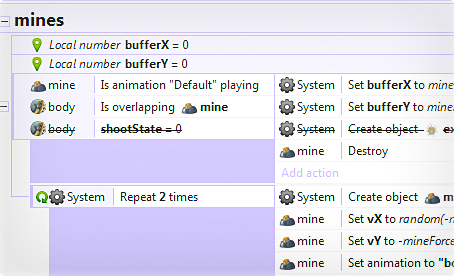 mines
Local number bufferX = 0
Local number bufferY = 0
mine Is animation "Default" playing System Set bufferX to mine
body Is overlapping mine System Set bufferY to mine
body shootState = 0 System Create object
mine Destroy
Add action
System Repeat 2 times System Create object
mine Set vX to random(-
mine Set vY to -mineForce
mine Set animation to "bo